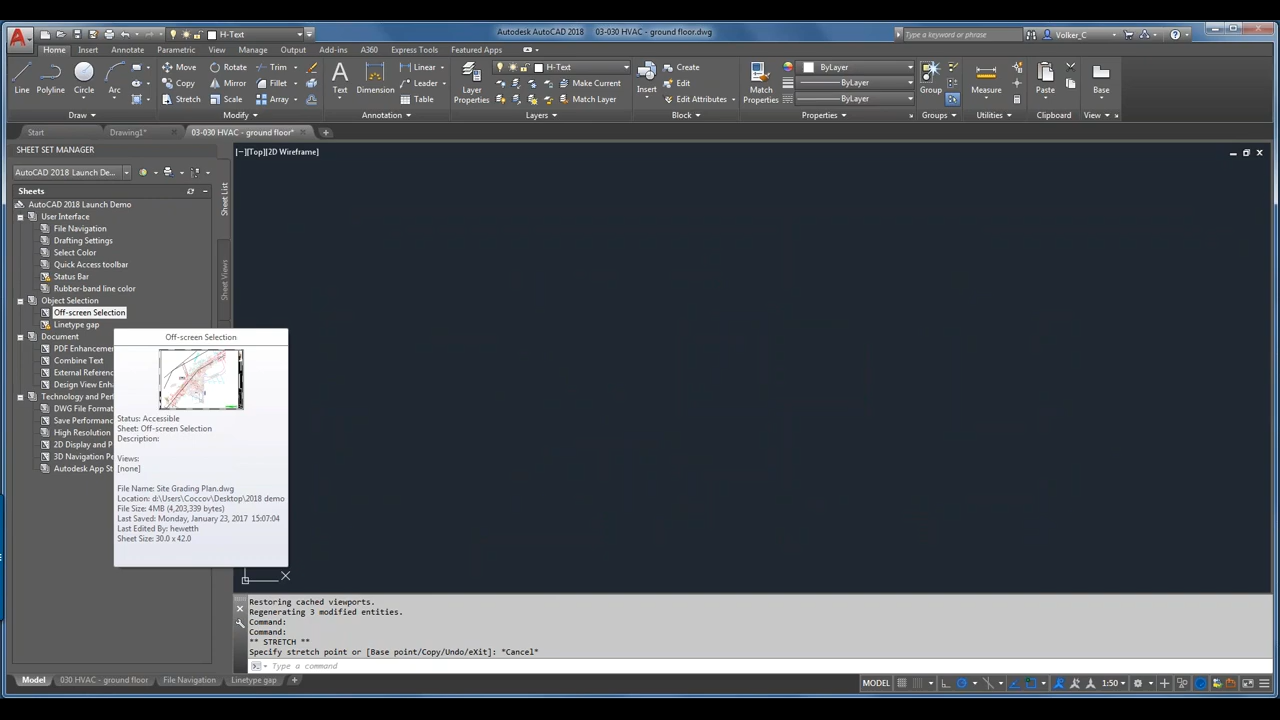 H-Text
Autodesk AutoCAD 2018 03-030 HVAC - ground floor.dwg
Type a keyword or phrase
Volker_C
Home Insert Annotate Parametric View Manage Output Add-ins A360 Express Tools Featured Apps
Line Polyline Circle Arc
Move Rotate Trim
Copy Mirror Fillet
Stretch Scale Array
Text Dimension
Linear
Leader
Table
Layer Properties
H-Text
Make Current
Match Layer
Insert
Create
Edit
Edit Attributes
Match Properties
ByLayer
ByLayer
ByLayer
Group Measure Paste Base
Draw Modify Annotation Layers Block Properties Groups Utilities Clipboard View
Start Drawing1* 03-030 HVAC - ground floor*
SHEET SET MANAGER
AutoCAD 2018 Launch De...
Sheets
AutoCAD 2018 Launch Demo
User Interface
File Navigation
Drafting Settings
Select Color
Quick Access toolbar
Status Bar
Rubber-band line color
Object Selection
Off-screen Selection
Linetype gap
Document
PDF Enhancemen
Combine Text
External Referenc
Design View Enha
Technology and Per
DWG File Format
Save Performanc
High Resolution
2D Display and P
3D Navigation Pe
Autodesk App St
Sheet List
Sheet Views
[−][Top][2D Wireframe]
Off-screen Selection
Status: Accessible
Sheet: Off-screen Selection
Description:
Views:
[none]
File Name: Site Grading Plan.dwg
Location: d:\Users\Coccov\Desktop\2018 demo
File Size: 4MB (4,203,339 bytes)
Last Saved: Monday, January 23, 2017 15:07:04
Last Edited By: hewetth
Sheet Size: 30.0 x 42.0
X
Restoring cached viewports.
Regenerating 3 modified entities.
Command:
Command:
** STRETCH **
Specify stretch point or [Base point/Copy/Undo/eXit]: *Cancel*
Type a command
Model 030 HVAC - ground floor File Navigation Linetype gap
MODEL 1:50